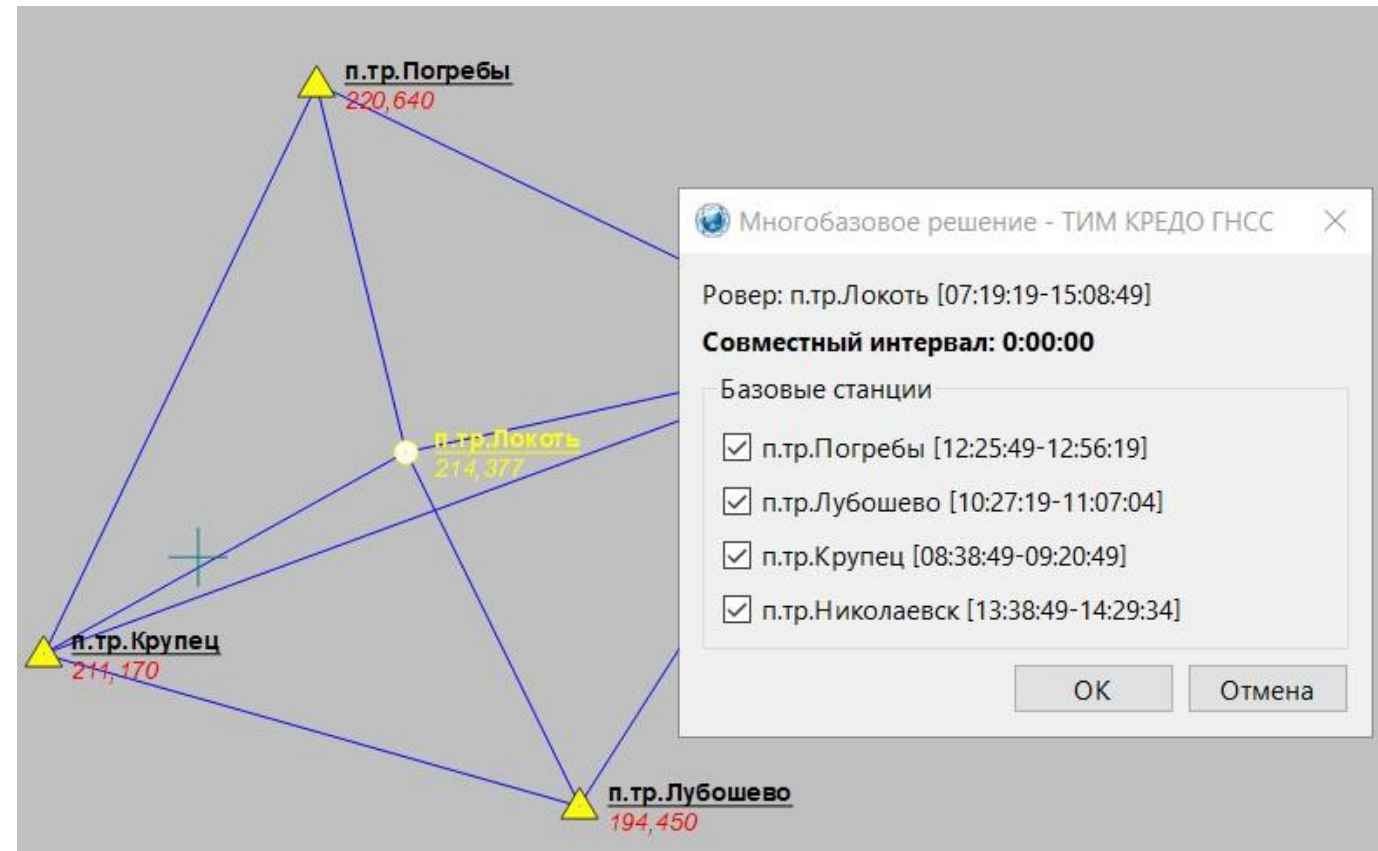 п.тр.Погребы
220,640
п.тр.Локоть
214,377
п.тр.Крупец
211,170
п.тр.Лубошево
194,450
Многобазовое решение - ТИМ КРЕДО ГНСС
Ровер: п.тр.Локоть [07:19:19-15:08:49]
Совместный интервал: 0:00:00
Базовые станции
п.тр.Погребы [12:25:49-12:56:19]
п.тр.Лубошево [10:27:19-11:07:04]
п.тр.Крупец [08:38:49-09:20:49]
п.тр.Николаевск [13:38:49-14:29:34]
ОК Отмена